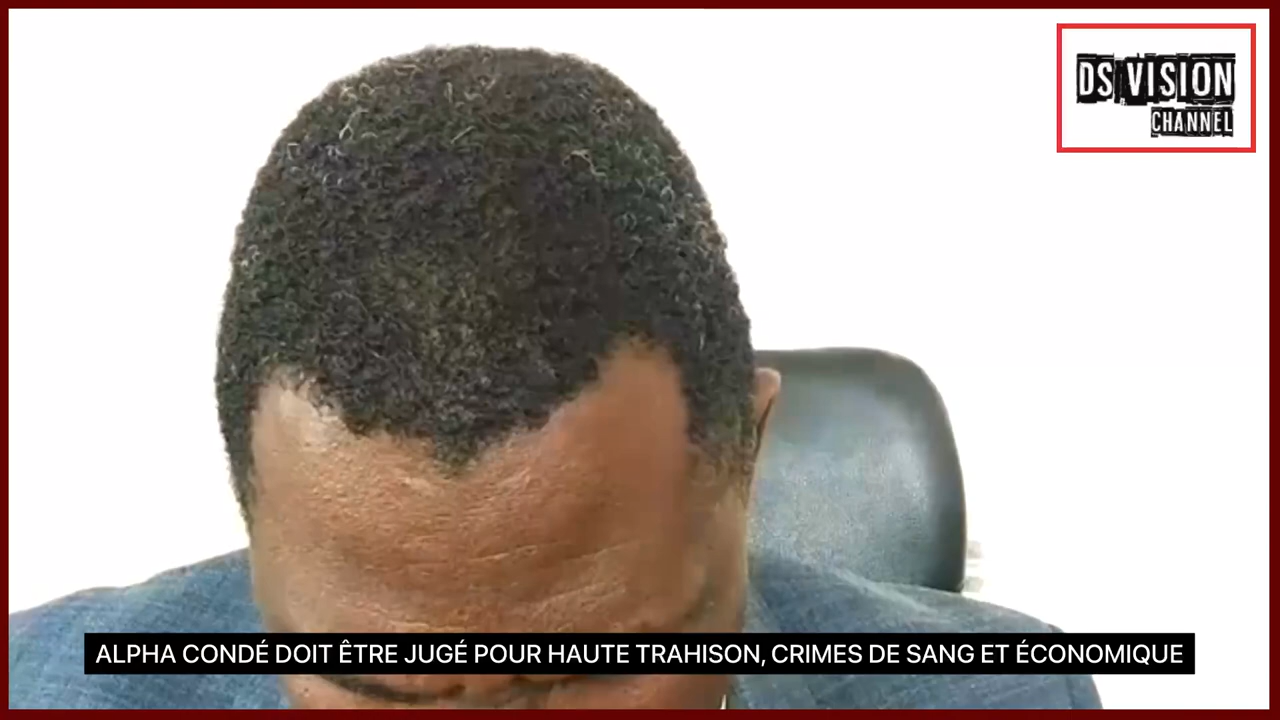 DS VISION
CHANNEL
ALPHA CONDÉ DOIT ÊTRE JUGÉ POUR HAUTE TRAHISON, CRIMES DE SANG ET ÉCONOMIQUE